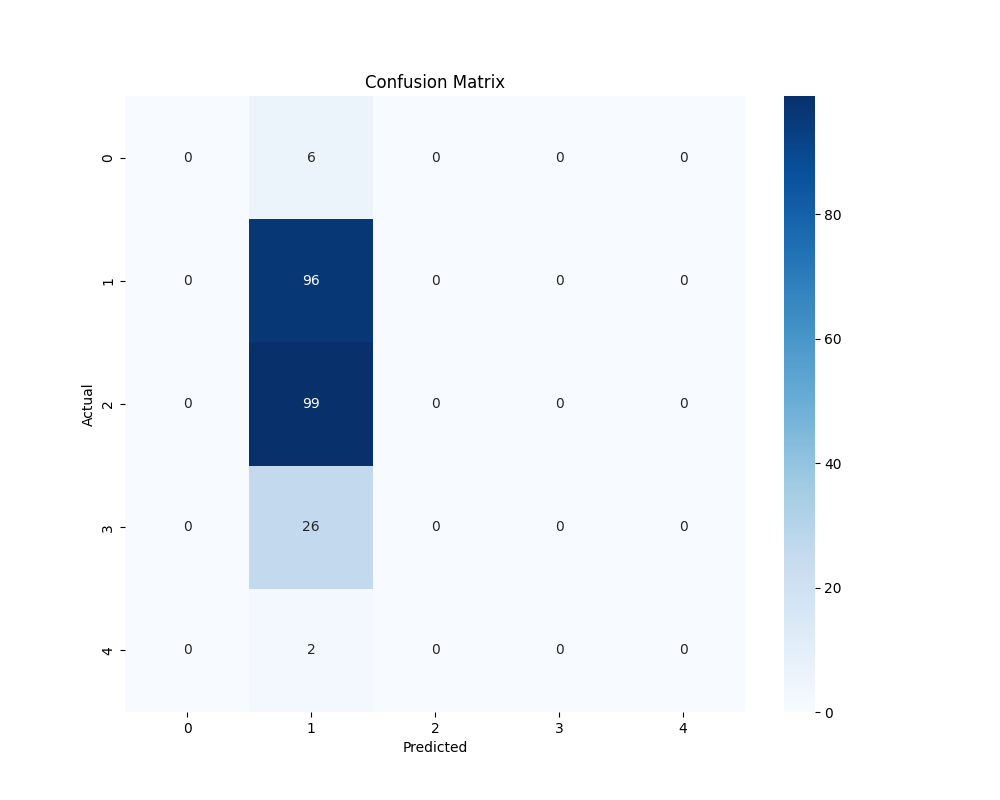 Confusion Matrix
0 0 6 0 0 0
1 0 96 0 0 0 80
60
Actual 2 0 99 0 0 0
40
3 0 26 0 0 0
20
4 0 2 0 0 0
0
0 1 2 3 4
Predicted